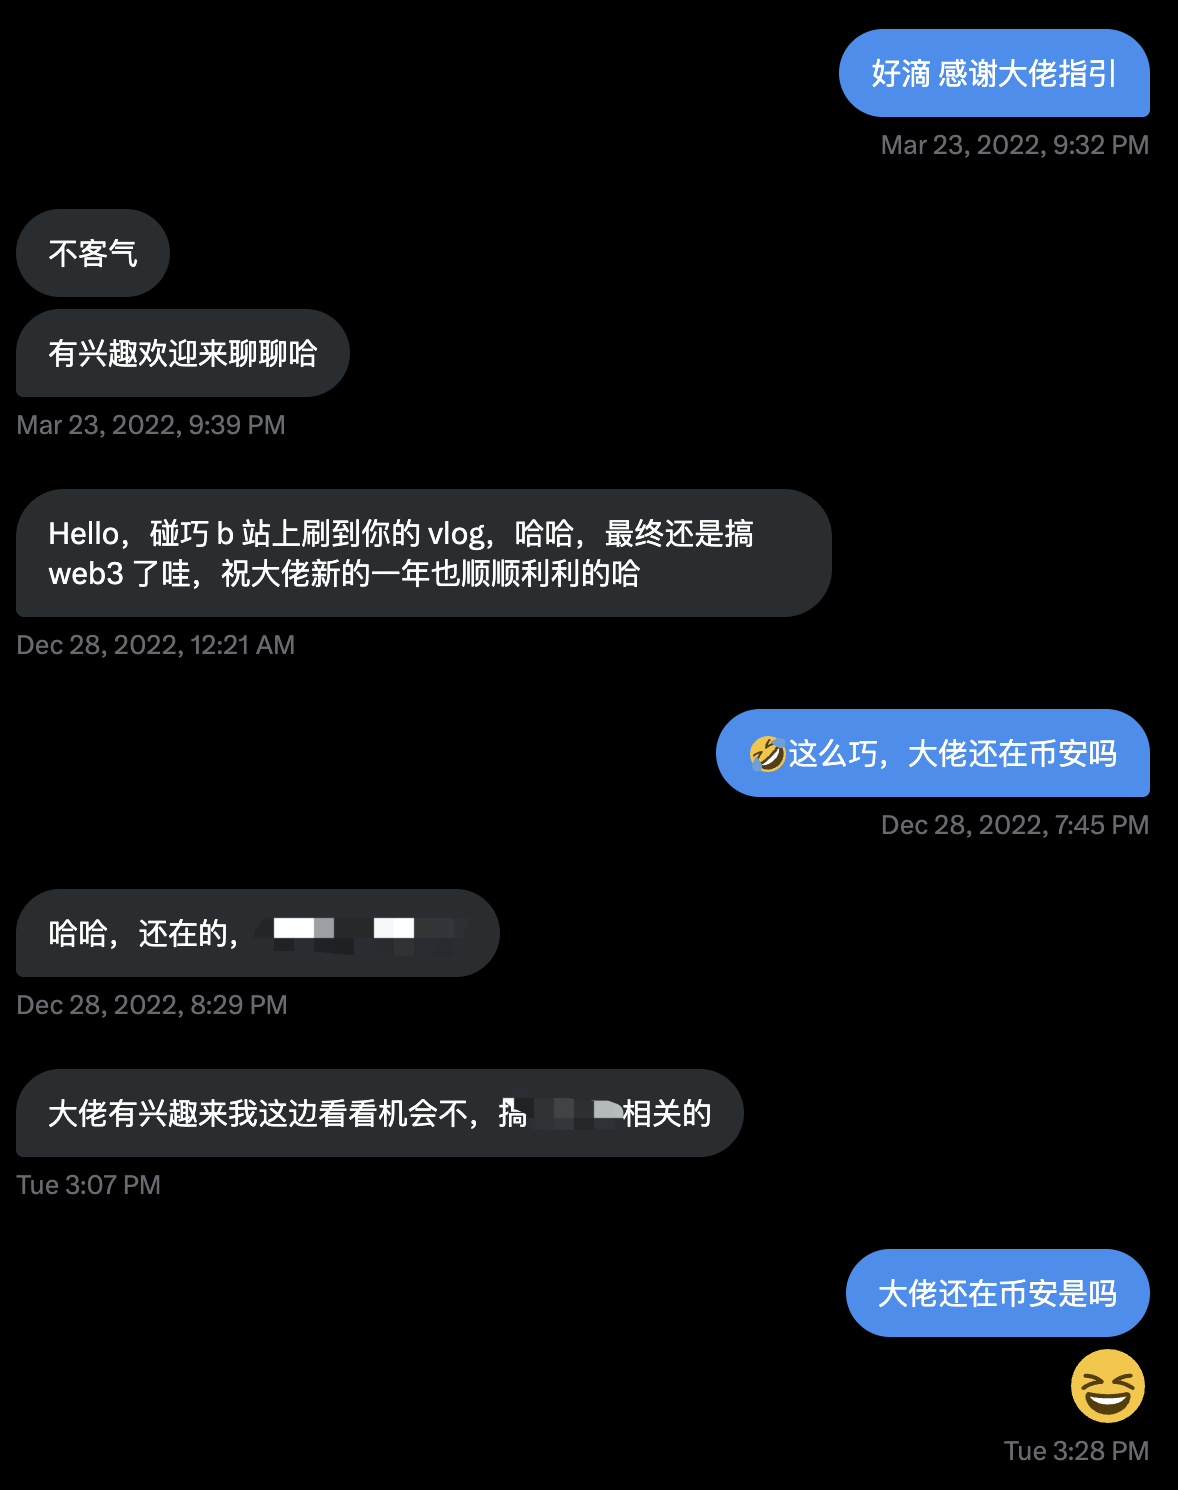 好滴 感谢大佬指引
Mar 23, 2022, 9:32 PM
不客气
有兴趣欢迎来聊聊哈
Mar 23, 2022, 9:39 PM
Hello，碰巧 b 站上刷到你的 vlog，哈哈，最终还是搞
web3 了哇，祝大佬新的一年也顺顺利利的哈
Dec 28, 2022, 12:21 AM
🤣这么巧，大佬还在币安吗
Dec 28, 2022, 7:45 PM
哈哈，还在的，
Dec 28, 2022, 8:29 PM
大佬有兴趣来我这边看看机会不，搞相关的
Tue 3:07 PM
大佬还在币安是吗
😆
Tue 3:28 PM